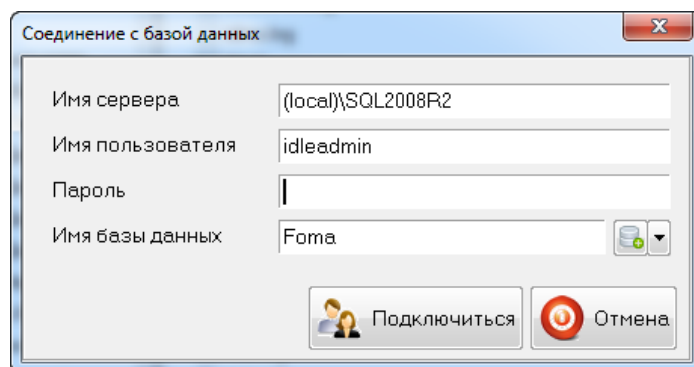 Соединение с базой данных
Имя сервера (local)\SQL2008R2
Имя пользователя idleadmin
Пароль
Имя базы данных Foma
Подключиться Отмена